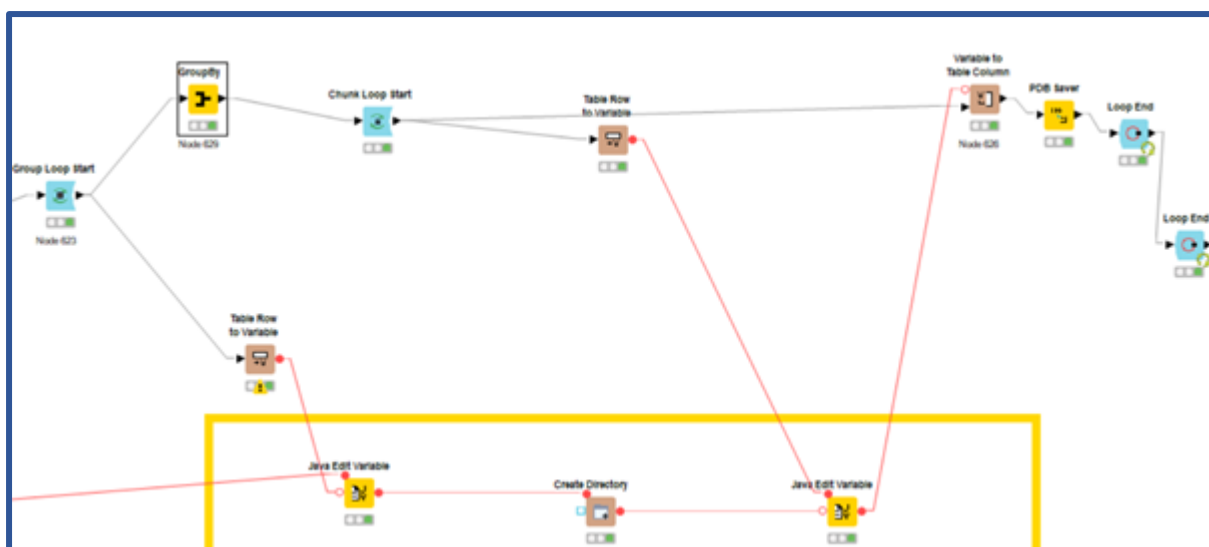 GroupBy
Node 629
Chunk Loop Start
Table Row
to Variable
Variable to
Table Column
Node 626
PDB Saver
Loop End
Group Loop Start
Node 623
Loop End
Table Row
to Variable
Java Edit Variable
Create Directory
Java Edit Variable